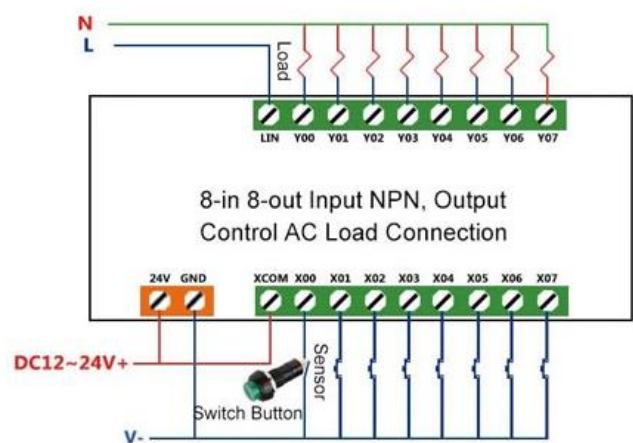 N
L
Load
LIN Y00 Y01 Y02 Y03 Y04 Y05 Y06 Y07
8-in 8-out Input NPN, Output
Control AC Load Connection
24V GND XCOM X00 X01 X02 X03 X04 X05 X06 X07
DC12~24V+
Sensor
Switch Button
V-